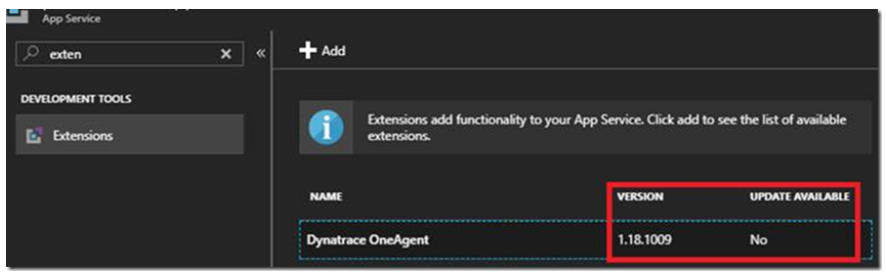 App Service
exten
Add
DEVELOPMENT TOOLS
Extensions
Extensions add functionality to your App Service. Click add to see the list of available
extensions.
NAME VERSION UPDATE AVAILABLE
Dynatrace OneAgent 1.18.1009 No